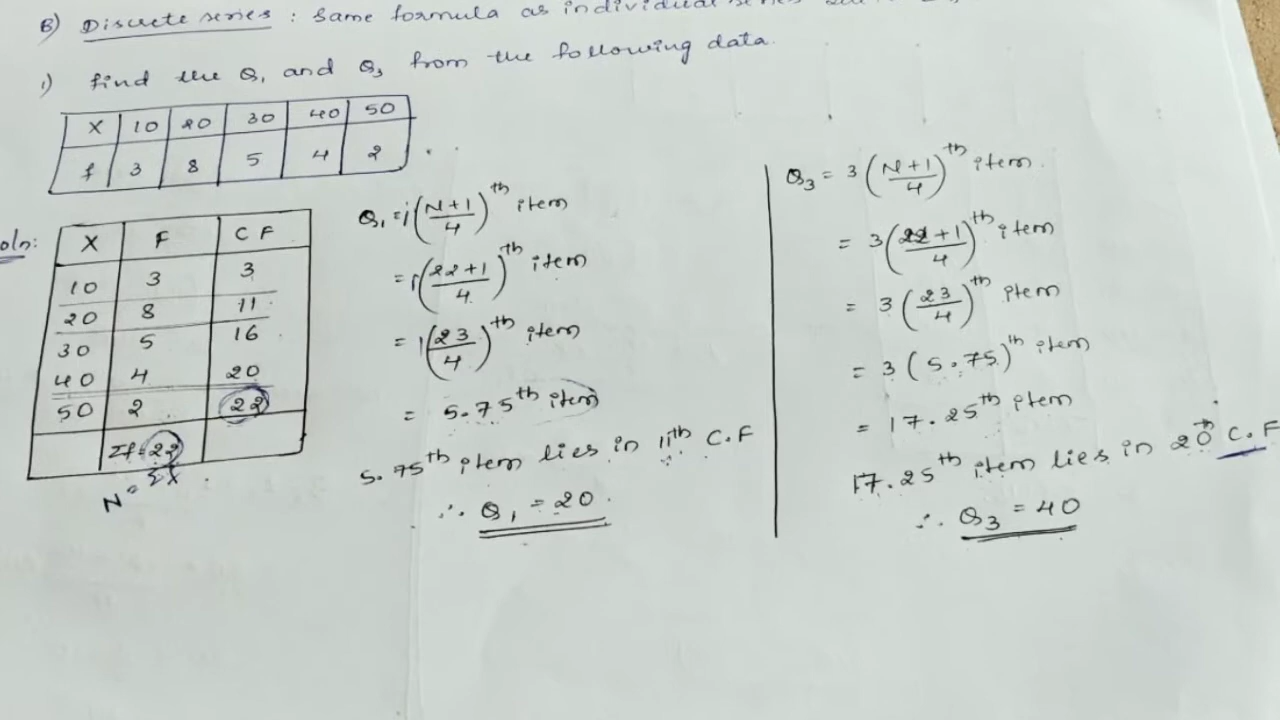 B) Discrete series : Same formula as individual series
1) find the Q1 and Q3 from the following data.
X 10 20 30 40 50
f 3 8 5 4 2
oln:
X F CF
10 3 3
20 8 11
30 5 16
40 4 20
50 2 22
Σf=22
N =
Q1 = i(N+1/4)th item
= 1(22+1/4)th item
= 1(23/4)th item
= 5.75th item
5.75th item lies in 11th C.F
∴ Q1 = 20.
Q3 = 3(N+1/4)th item.
= 3(22+1/4)th item
= 3(23/4)th item
= 3(5.75)th item
= 17.25th item
17.25th item lies in 20th C.F
∴ Q3 = 40